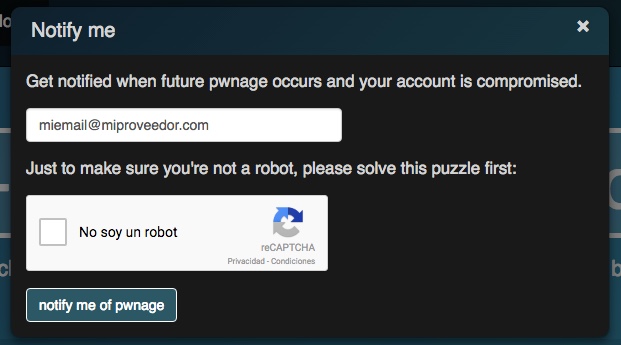 Notify me
Get notified when future pwnage occurs and your account is compromised.
miemail@miproveedor.com
Just to make sure you're not a robot, please solve this puzzle first:
No soy un robot
reCAPTCHA
Privacidad - Condiciones
notify me of pwnage